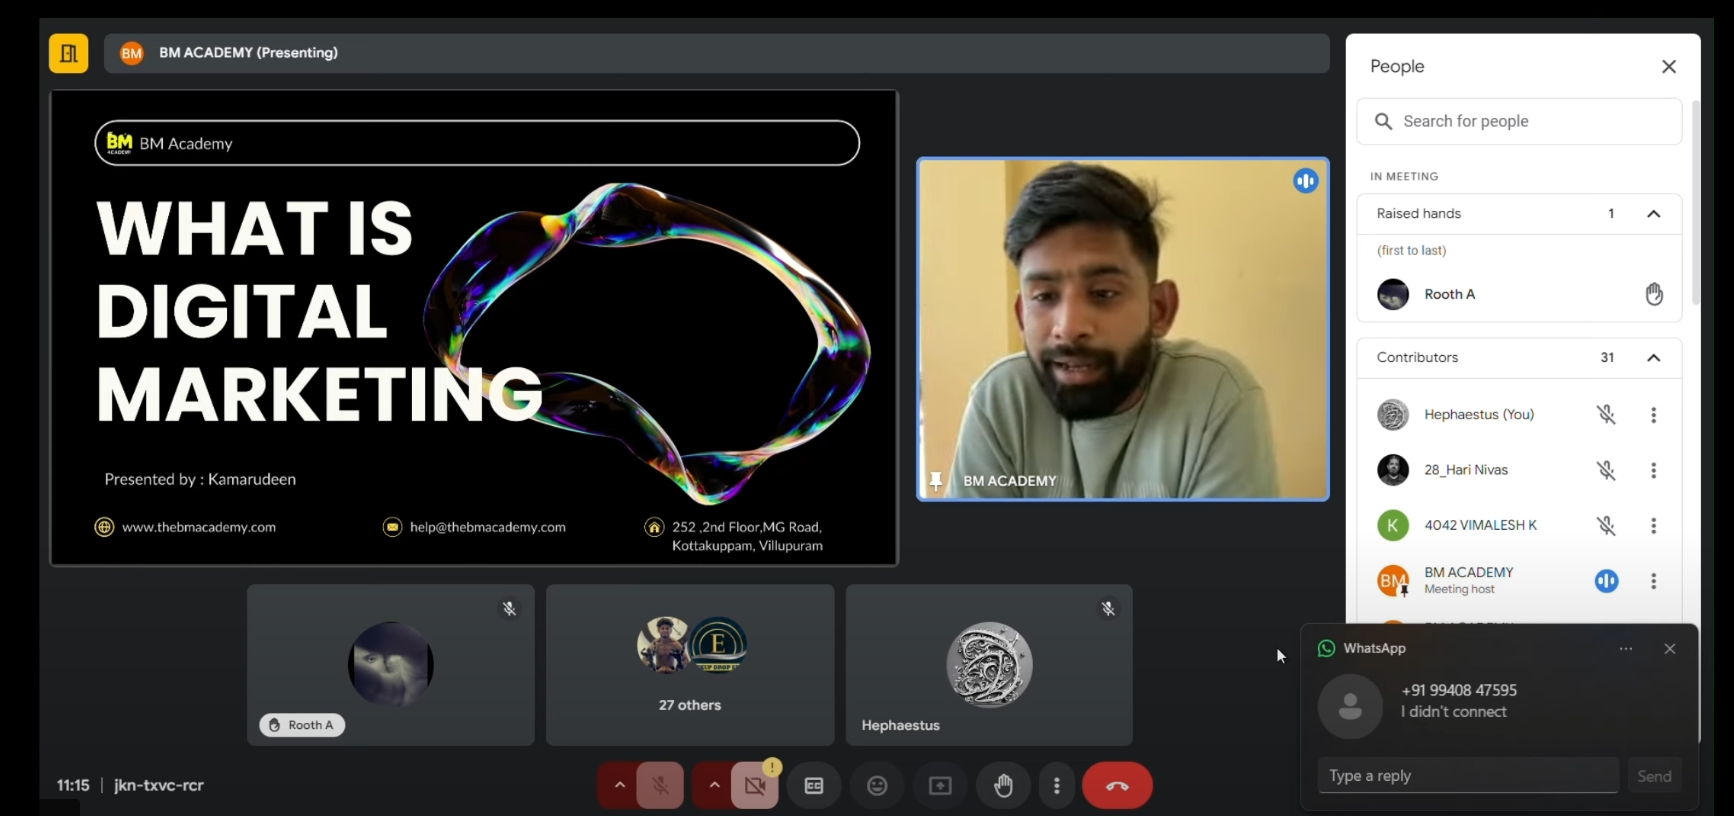 BM
BM ACADEMY (Presenting)
BM
ACADEMY
BM Academy
WHAT IS
DIGITAL
MARKETING
Presented by : Kamarudeen
www.thebmacademy.com
help@thebmacademy.com
252 ,2nd Floor,MG Road,
Kottakuppam, Villupuram
BM ACADEMY
Rooth A
E
27 others
Hephaestus
11:15 | jkn-txvc-rcr
CC
People
Search for people
IN MEETING
Raised hands 1
(first to last)
Rooth A
Contributors 31
Hephaestus (You)
28_Hari Nivas
K
4042 VIMALESH K
BM
BM ACADEMY
Meeting host
WhatsApp
+91 99408 47595
I didn't connect
Type a reply
Send